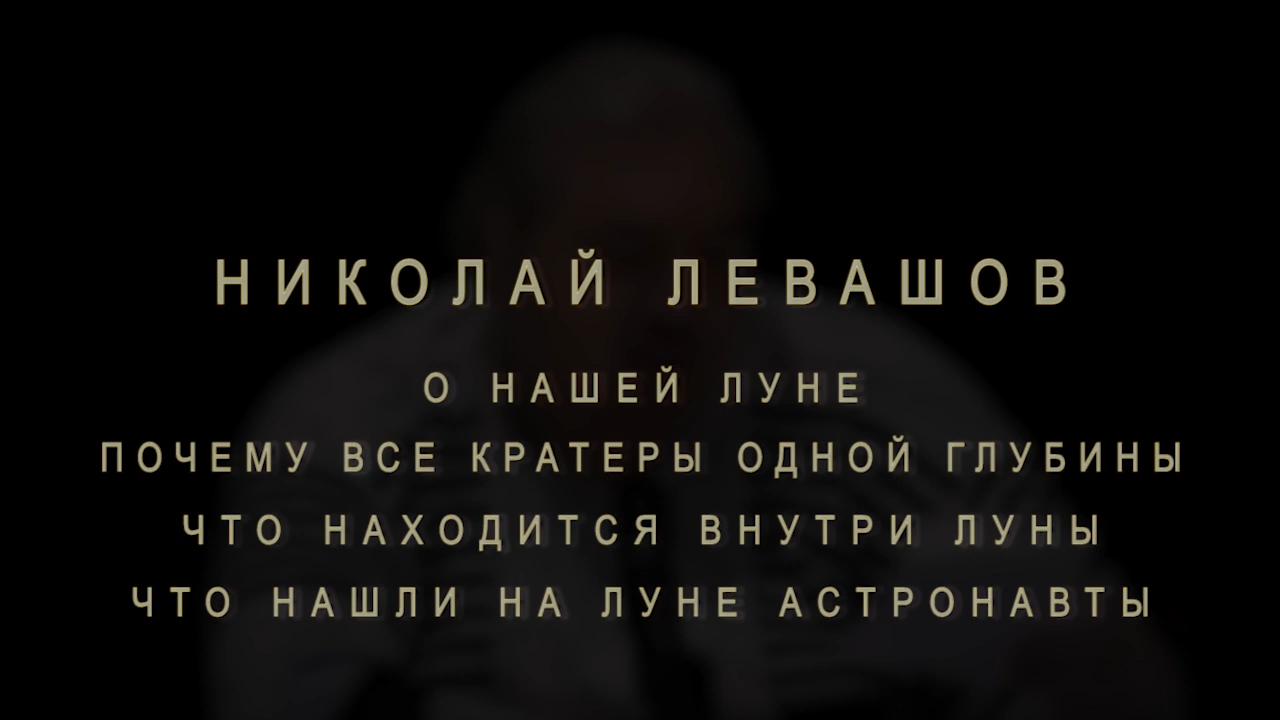 НИКОЛАЙ ЛЕВАШОВ
О НАШЕЙ ЛУНЕ
ПОЧЕМУ ВСЕ КРАТЕРЫ ОДНОЙ ГЛУБИНЫ
ЧТО НАХОДИТСЯ ВНУТРИ ЛУНЫ
ЧТО НАШЛИ НА ЛУНЕ АСТРОНАВТЫ